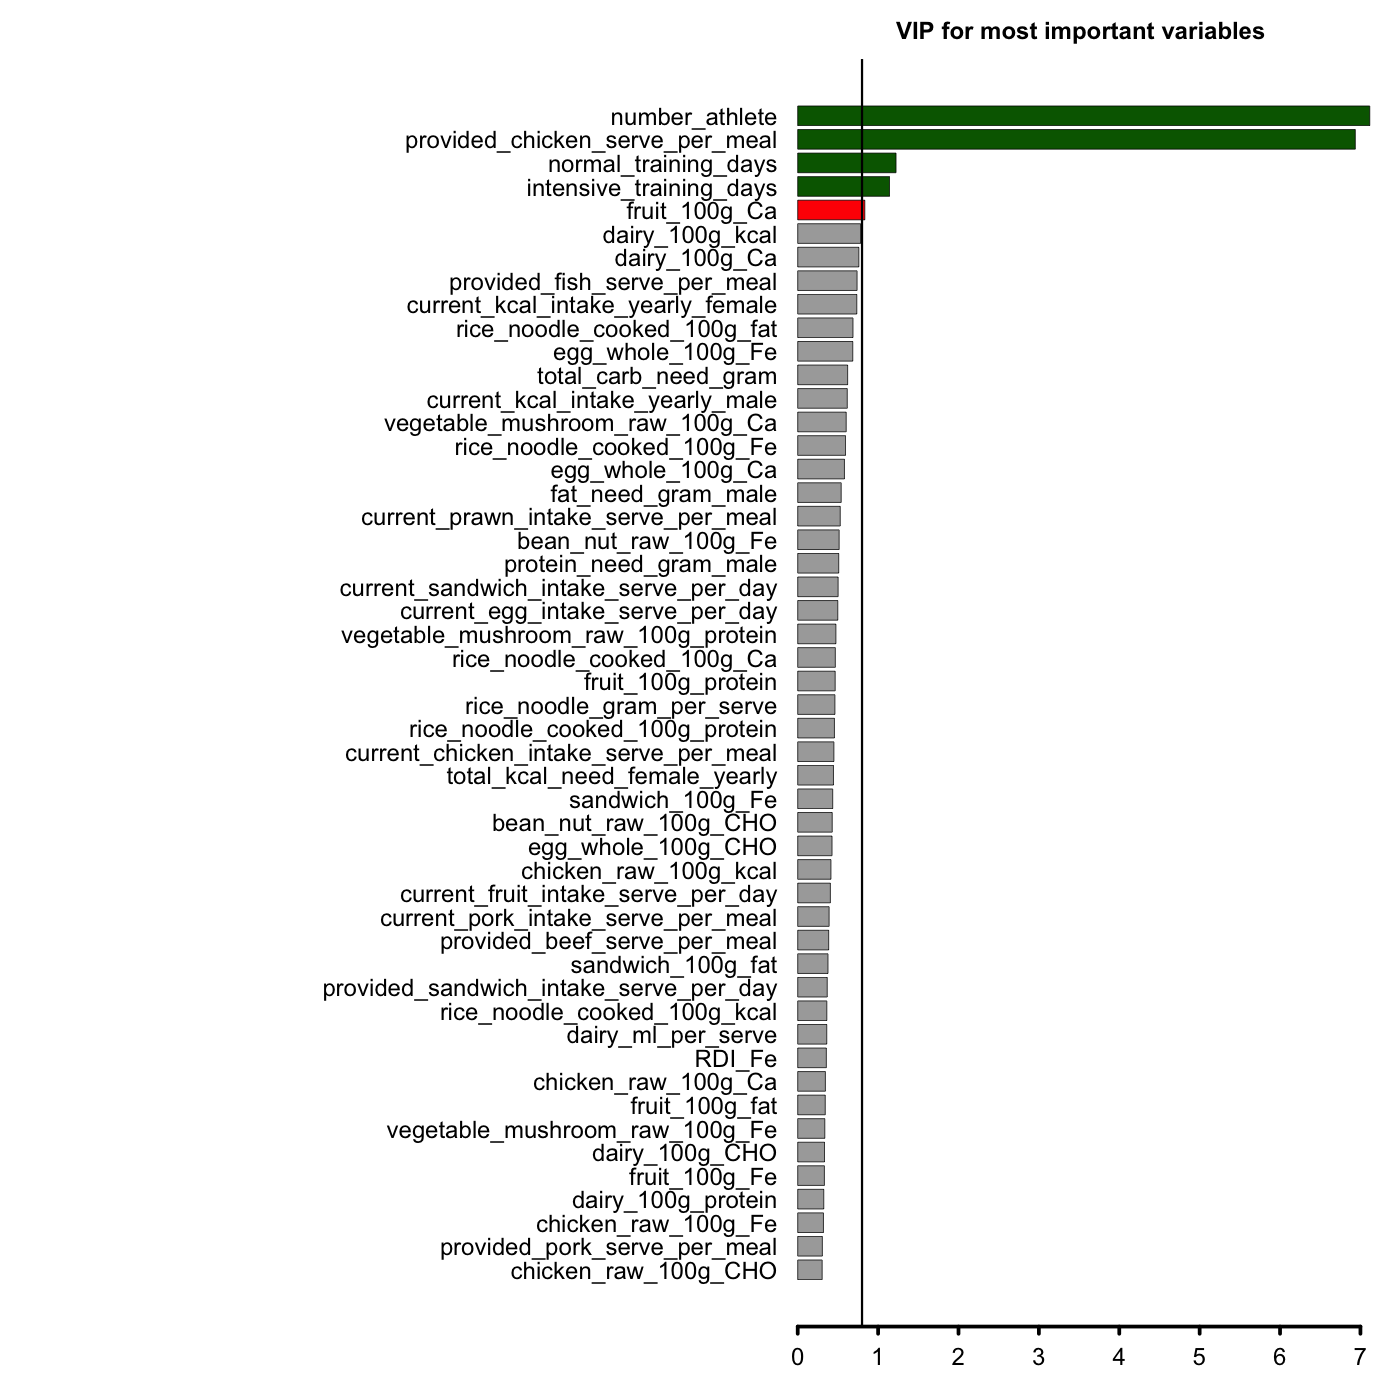 VIP for most important variables
number_athlete
provided_chicken_serve_per_meal
normal_training_days
intensive_training_days
fruit_100g_Ca
dairy_100g_kcal
dairy_100g_Ca
provided_fish_serve_per_meal
current_kcal_intake_yearly_female
rice_noodle_cooked_100g_fat
egg_whole_100g_Fe
total_carb_need_gram
current_kcal_intake_yearly_male
vegetable_mushroom_raw_100g_Ca
rice_noodle_cooked_100g_Fe
egg_whole_100g_Ca
fat_need_gram_male
current_prawn_intake_serve_per_meal
bean_nut_raw_100g_Fe
protein_need_gram_male
current_sandwich_intake_serve_per_day
current_egg_intake_serve_per_day
vegetable_mushroom_raw_100g_protein
rice_noodle_cooked_100g_Ca
fruit_100g_protein
rice_noodle_gram_per_serve
rice_noodle_cooked_100g_protein
current_chicken_intake_serve_per_meal
total_kcal_need_female_yearly
sandwich_100g_Fe
bean_nut_raw_100g_CHO
egg_whole_100g_CHO
chicken_raw_100g_kcal
current_fruit_intake_serve_per_day
current_pork_intake_serve_per_meal
provided_beef_serve_per_meal
sandwich_100g_fat
provided_sandwich_intake_serve_per_day
rice_noodle_cooked_100g_kcal
dairy_ml_per_serve
RDI_Fe
chicken_raw_100g_Ca
fruit_100g_fat
vegetable_mushroom_raw_100g_Fe
dairy_100g_CHO
fruit_100g_Fe
dairy_100g_protein
chicken_raw_100g_Fe
provided_pork_serve_per_meal
chicken_raw_100g_CHO
0 1 2 3 4 5 6 7